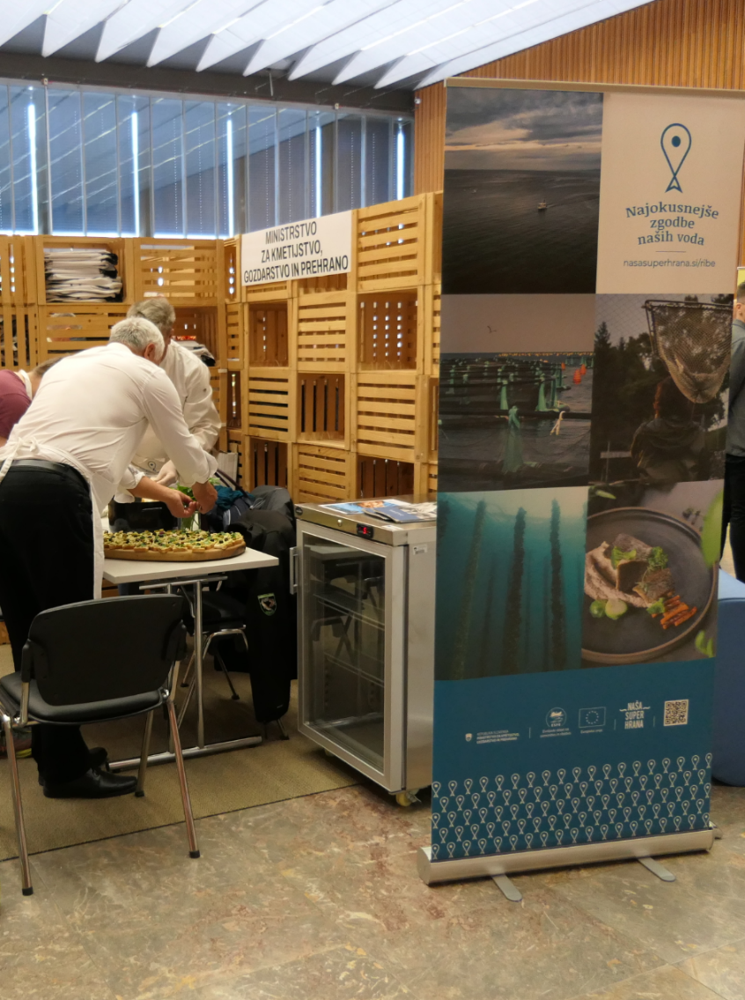 MINISTRSTVO
ZA KMETIJSTVO,
GOZDARSTVO IN PREHRANO
Najokusnejše
zgodbe
naših voda
nasasuperhrana.si/ribe
NAŠA
SUPER
HRANA